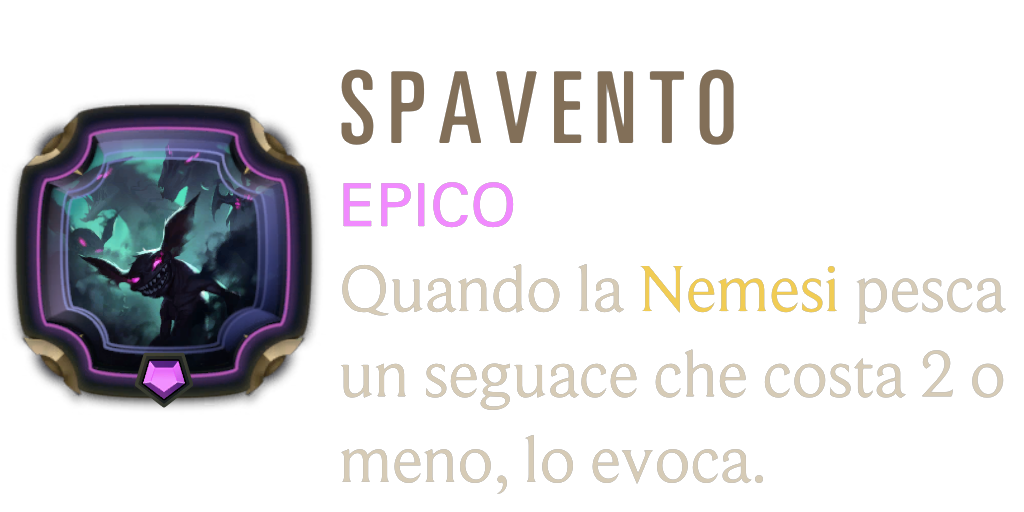 SPAVENTO
EPICO
Quando la Nemesi pesca
un seguace che costa 2 o
meno, lo evoca.